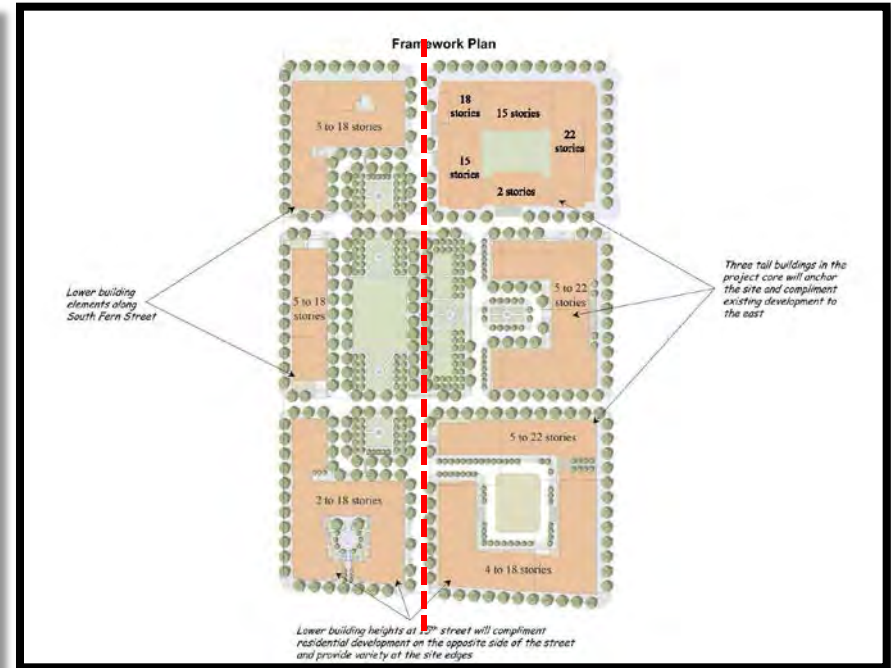 Framework Plan
5 to 18 stories
18
stories
15 stories
22
stories
15
stories
2 stories
Lower building
elements along
South Fern Street
5 to 18
stories
5 to 22
stories
Three tall buildings in the
project core will anchor
the site and compliment
existing development to
the east
5 to 22 stories
2 to 18 stories
4 to 18 stories
Lower building heights at 15th street will compliment
residential development on the opposite side of the street
and provide variety at the site edges